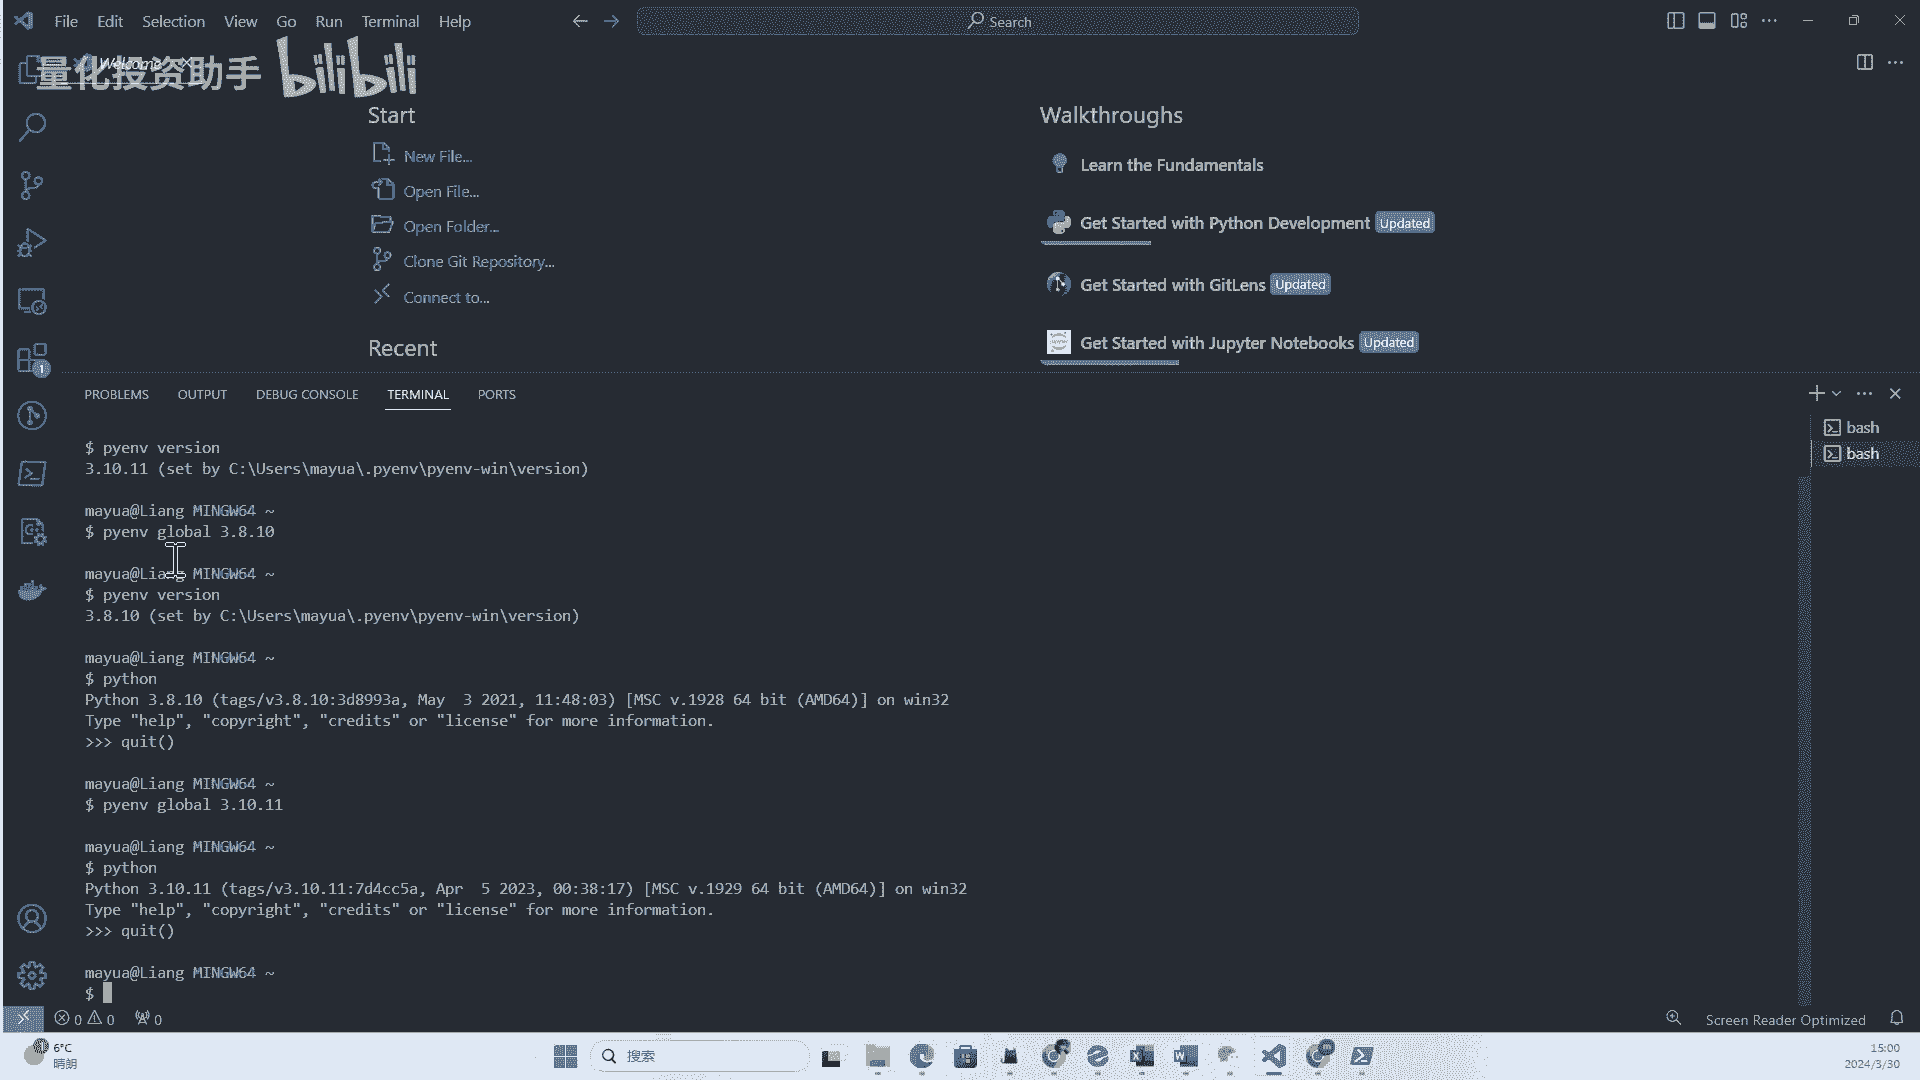 File Edit Selection View Go Run Terminal Help
Search
Welcome
量化投资助手 bilibili
Start
New File...
Open File...
Open Folder...
Clone Git Repository...
Connect to...
Recent
Walkthroughs
Learn the Fundamentals
Get Started with Python Development Updated
Get Started with GitLens Updated
Get Started with Jupyter Notebooks Updated
1
PROBLEMS OUTPUT DEBUG CONSOLE TERMINAL PORTS
bash
bash
$ pyenv version
3.10.11 (set by C:\Users\mayua\.pyenv\pyenv-win\version)
mayua@Liang MINGW64 ~
$ pyenv global 3.8.10
mayua@Liang MINGW64 ~
$ pyenv version
3.8.10 (set by C:\Users\mayua\.pyenv\pyenv-win\version)
mayua@Liang MINGW64 ~
$ python
Python 3.8.10 (tags/v3.8.10:3d8993a, May  3 2021, 11:48:03) [MSC v.1928 64 bit (AMD64)] on win32
Type "help", "copyright", "credits" or "license" for more information.
>>> quit()
mayua@Liang MINGW64 ~
$ pyenv global 3.10.11
mayua@Liang MINGW64 ~
$ python
Python 3.10.11 (tags/v3.10.11:7d4cc5a, Apr  5 2023, 00:38:17) [MSC v.1929 64 bit (AMD64)] on win32
Type "help", "copyright", "credits" or "license" for more information.
>>> quit()
mayua@Liang MINGW64 ~
$
0 0 0
Screen Reader Optimized
6°C
晴朗
搜索
15:00
2024/3/30